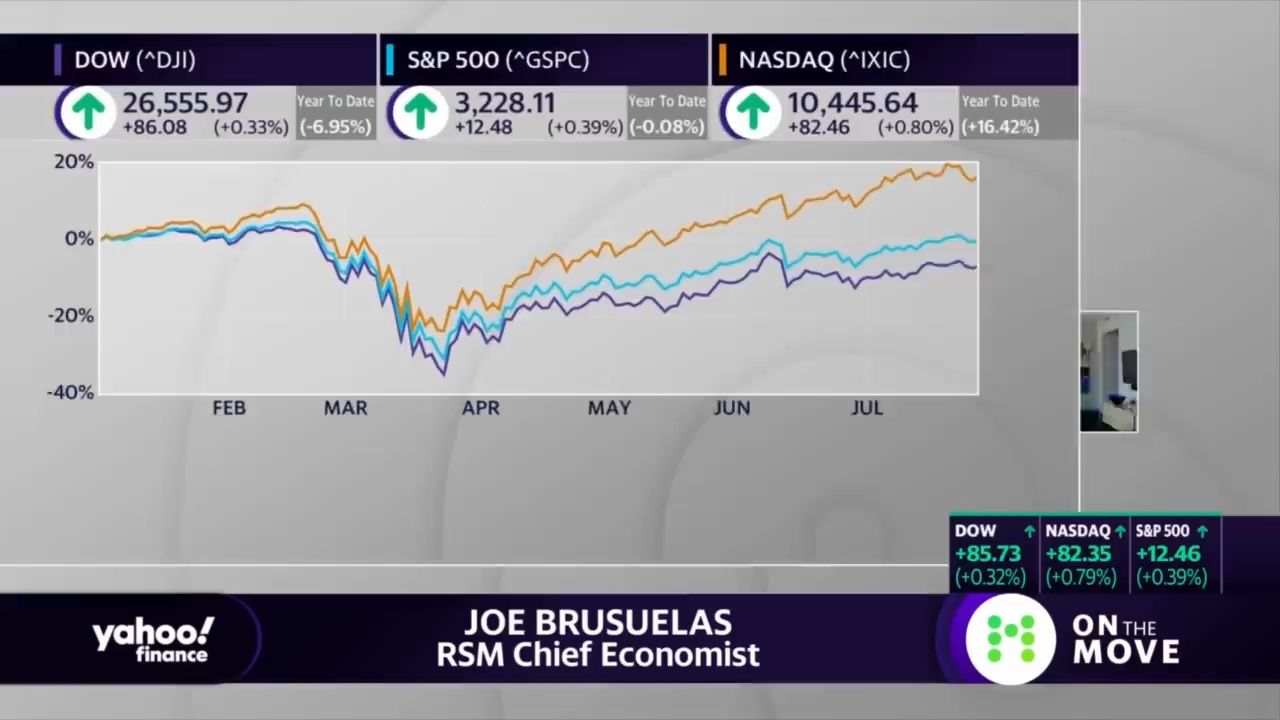 DOW (^DJI)
S&P 500 (^GSPC)
NASDAQ (^IXIC)
26,555.97
+86.08 (+0.33%)
Year To Date
(-6.95%)
3,228.11
+12.48 (+0.39%)
Year To Date
(-0.08%)
10,445.64
+82.46 (+0.80%)
Year To Date
(+16.42%)
20%
0%
-20%
-40%
FEB MAR APR MAY JUN JUL
DOW
+85.73
(+0.32%)
NASDAQ
+82.35
(+0.79%)
S&P 500
+12.46
(+0.39%)
yahoo!
finance
JOE BRUSUELAS
RSM Chief Economist
ON THE
MOVE